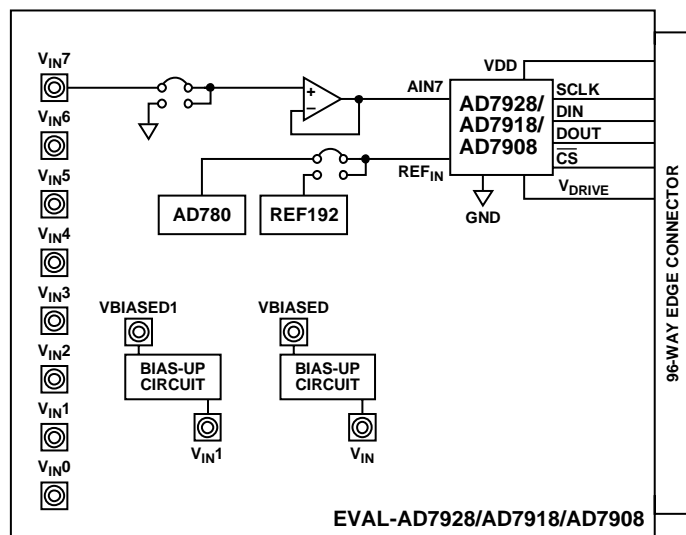 VIN7
VIN6
VIN5
VIN4
VIN3
VIN2
VIN1
VIN0
+
−
AIN7
VDD
AD7928/
AD7918/
AD7908
SCLK
DIN
DOUT
CS
VDRIVE
REFIN
GND
AD780
REF192
VBIASED1
BIAS-UP
CIRCUIT
VIN1
VBIASED
BIAS-UP
CIRCUIT
VIN
96-WAY EDGE CONNECTOR
EVAL-AD7928/AD7918/AD7908